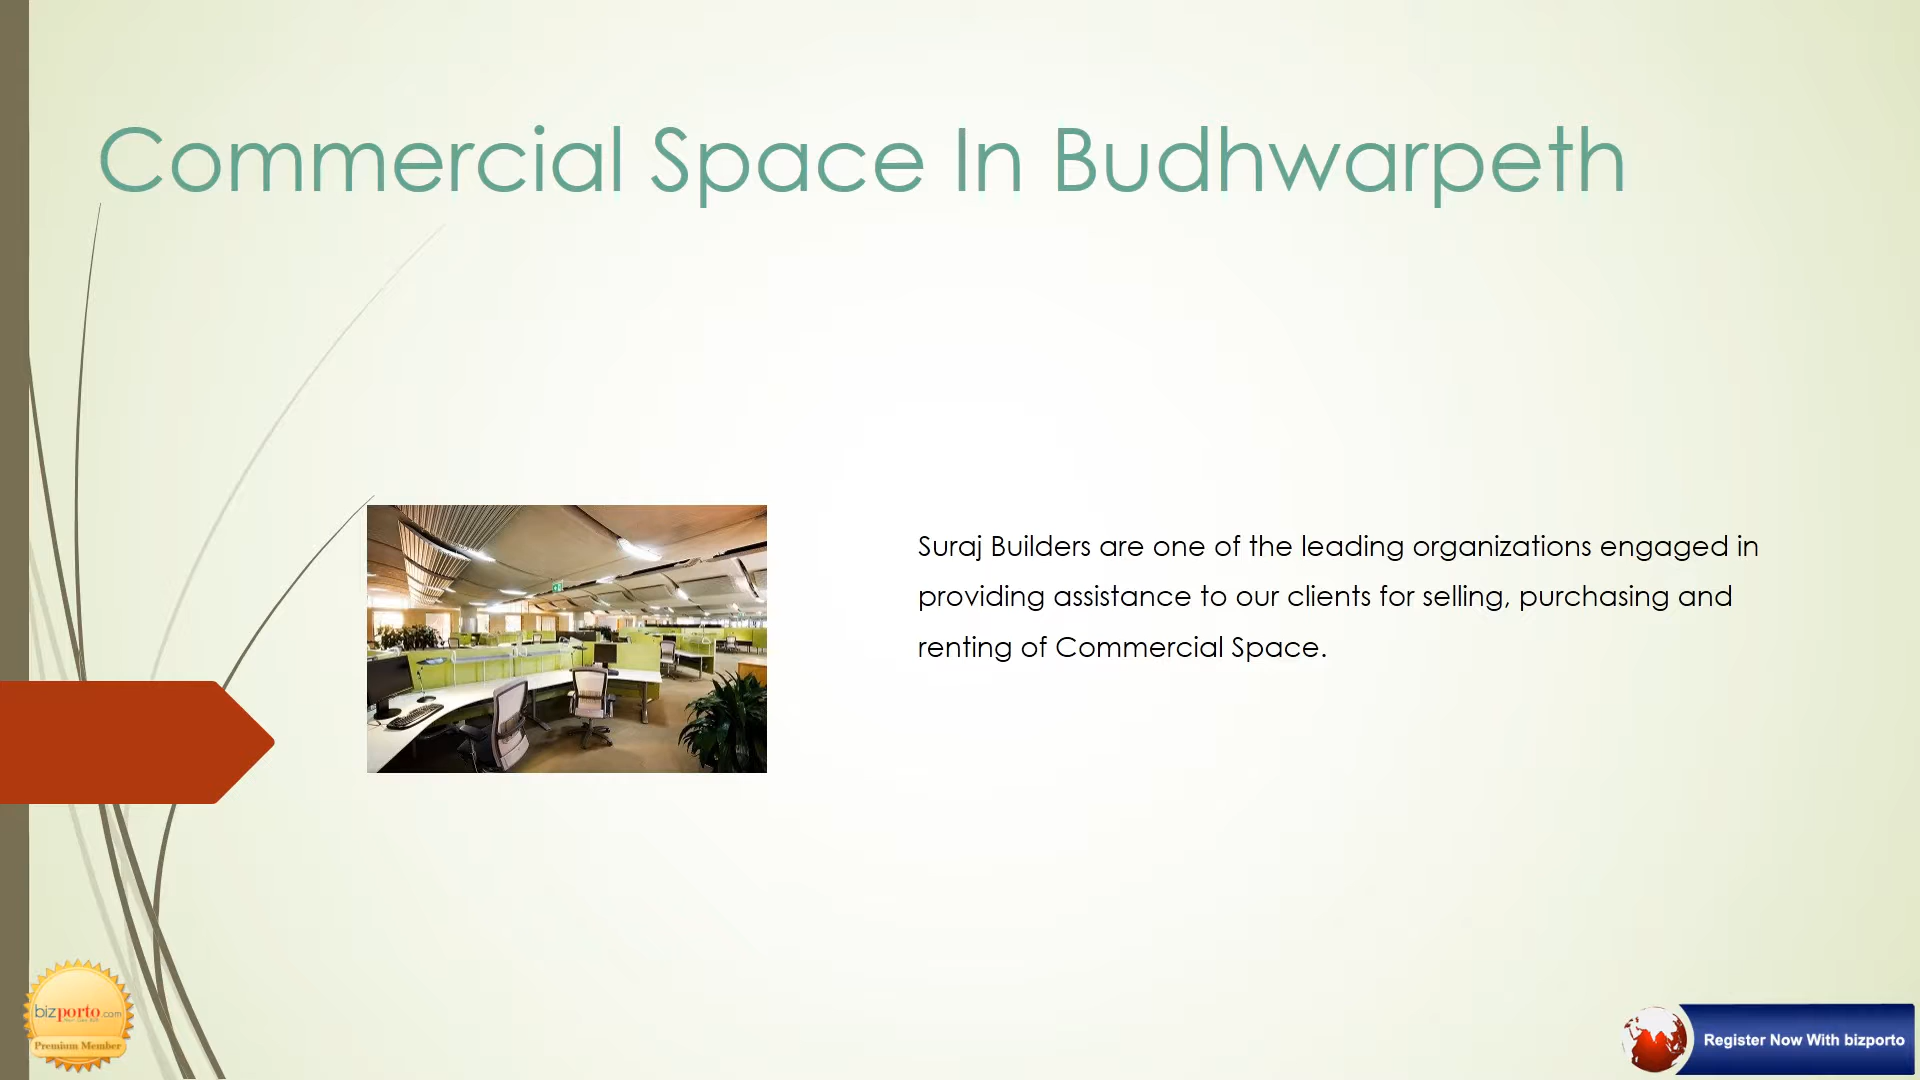 Commercial Space In Budhwarpeth
Suraj Builders are one of the leading organizations engaged in
providing assistance to our clients for selling, purchasing and
renting of Commercial Space.
bizporto.com
Premium Member
Register Now With bizporto